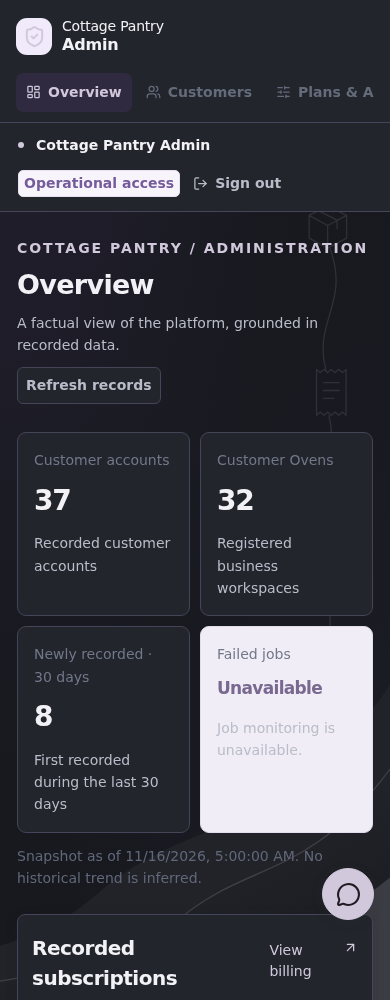 Cottage Pantry
Admin
Overview
Customers
Plans & A
Cottage Pantry Admin
Operational access
Sign out
COTTAGE PANTRY / ADMINISTRATION
Overview
A factual view of the platform, grounded in
recorded data.
Refresh records
Customer accounts
37
Recorded customer
accounts
Customer Ovens
32
Registered
business
workspaces
Newly recorded ·
30 days
8
First recorded
during the last 30
days
Failed jobs
Unavailable
Job monitoring is
unavailable.
Snapshot as of 11/16/2026, 5:00:00 AM. No
historical trend is inferred.
Recorded
subscriptions
View
billing